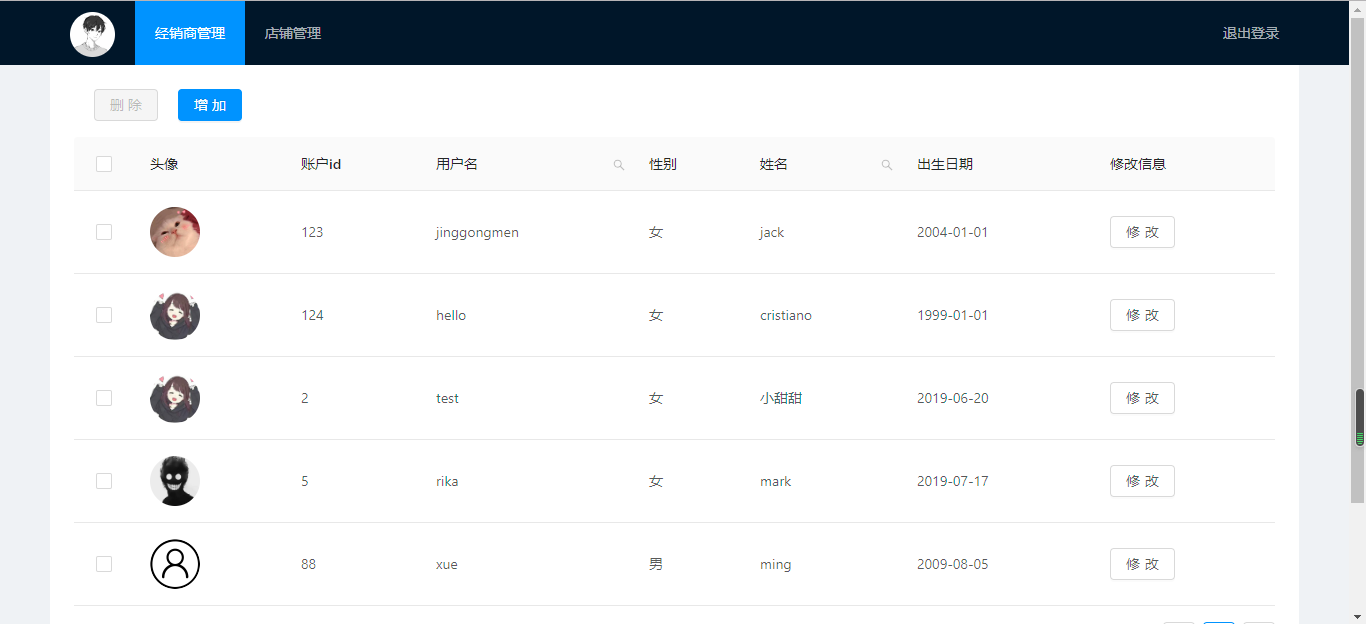 经销商管理 店铺管理 退出登录
删 除 增 加
头像 账户id 用户名 性别 姓名 出生日期 修改信息
123 jinggongmen 女 jack 2004-01-01 修 改
124 hello 女 cristiano 1999-01-01 修 改
2 test 女 小甜甜 2019-06-20 修 改
5 rika 女 mark 2019-07-17 修 改
88 xue 男 ming 2009-08-05 修 改